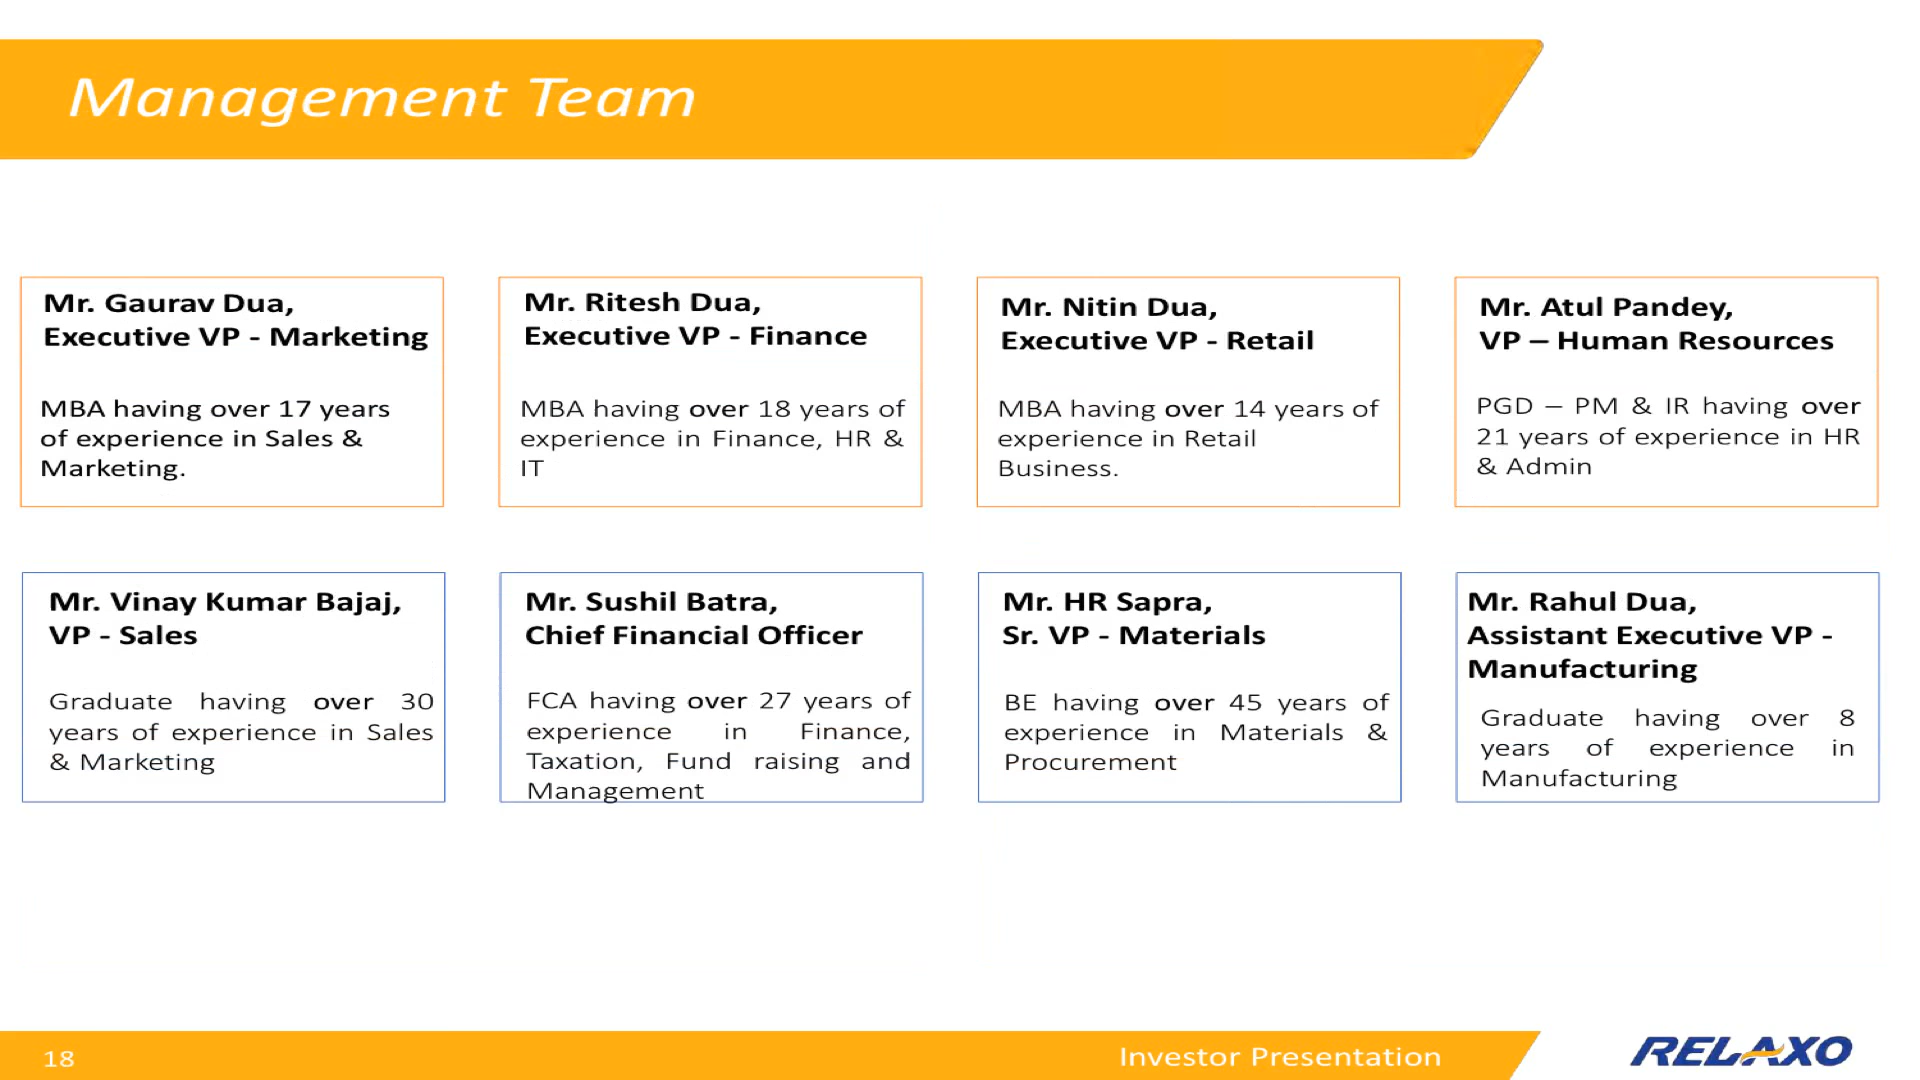 Management Team
Mr. Gaurav Dua,
Executive VP - Marketing
MBA having over 17 years
of experience in Sales &
Marketing.
Mr. Ritesh Dua,
Executive VP - Finance
MBA having over 18 years of
experience in Finance, HR &
IT
Mr. Nitin Dua,
Executive VP - Retail
MBA having over 14 years of
experience in Retail
Business.
Mr. Atul Pandey,
VP – Human Resources
PGD – PM & IR having over
21 years of experience in HR
& Admin
Mr. Vinay Kumar Bajaj,
VP - Sales
Graduate having over 30
years of experience in Sales
& Marketing
Mr. Sushil Batra,
Chief Financial Officer
FCA having over 27 years of
experience in Finance,
Taxation, Fund raising and
Management
Mr. HR Sapra,
Sr. VP - Materials
BE having over 45 years of
experience in Materials &
Procurement
Mr. Rahul Dua,
Assistant Executive VP -
Manufacturing
Graduate having over 8
years of experience in
Manufacturing
18
Investor Presentation
RELAXO